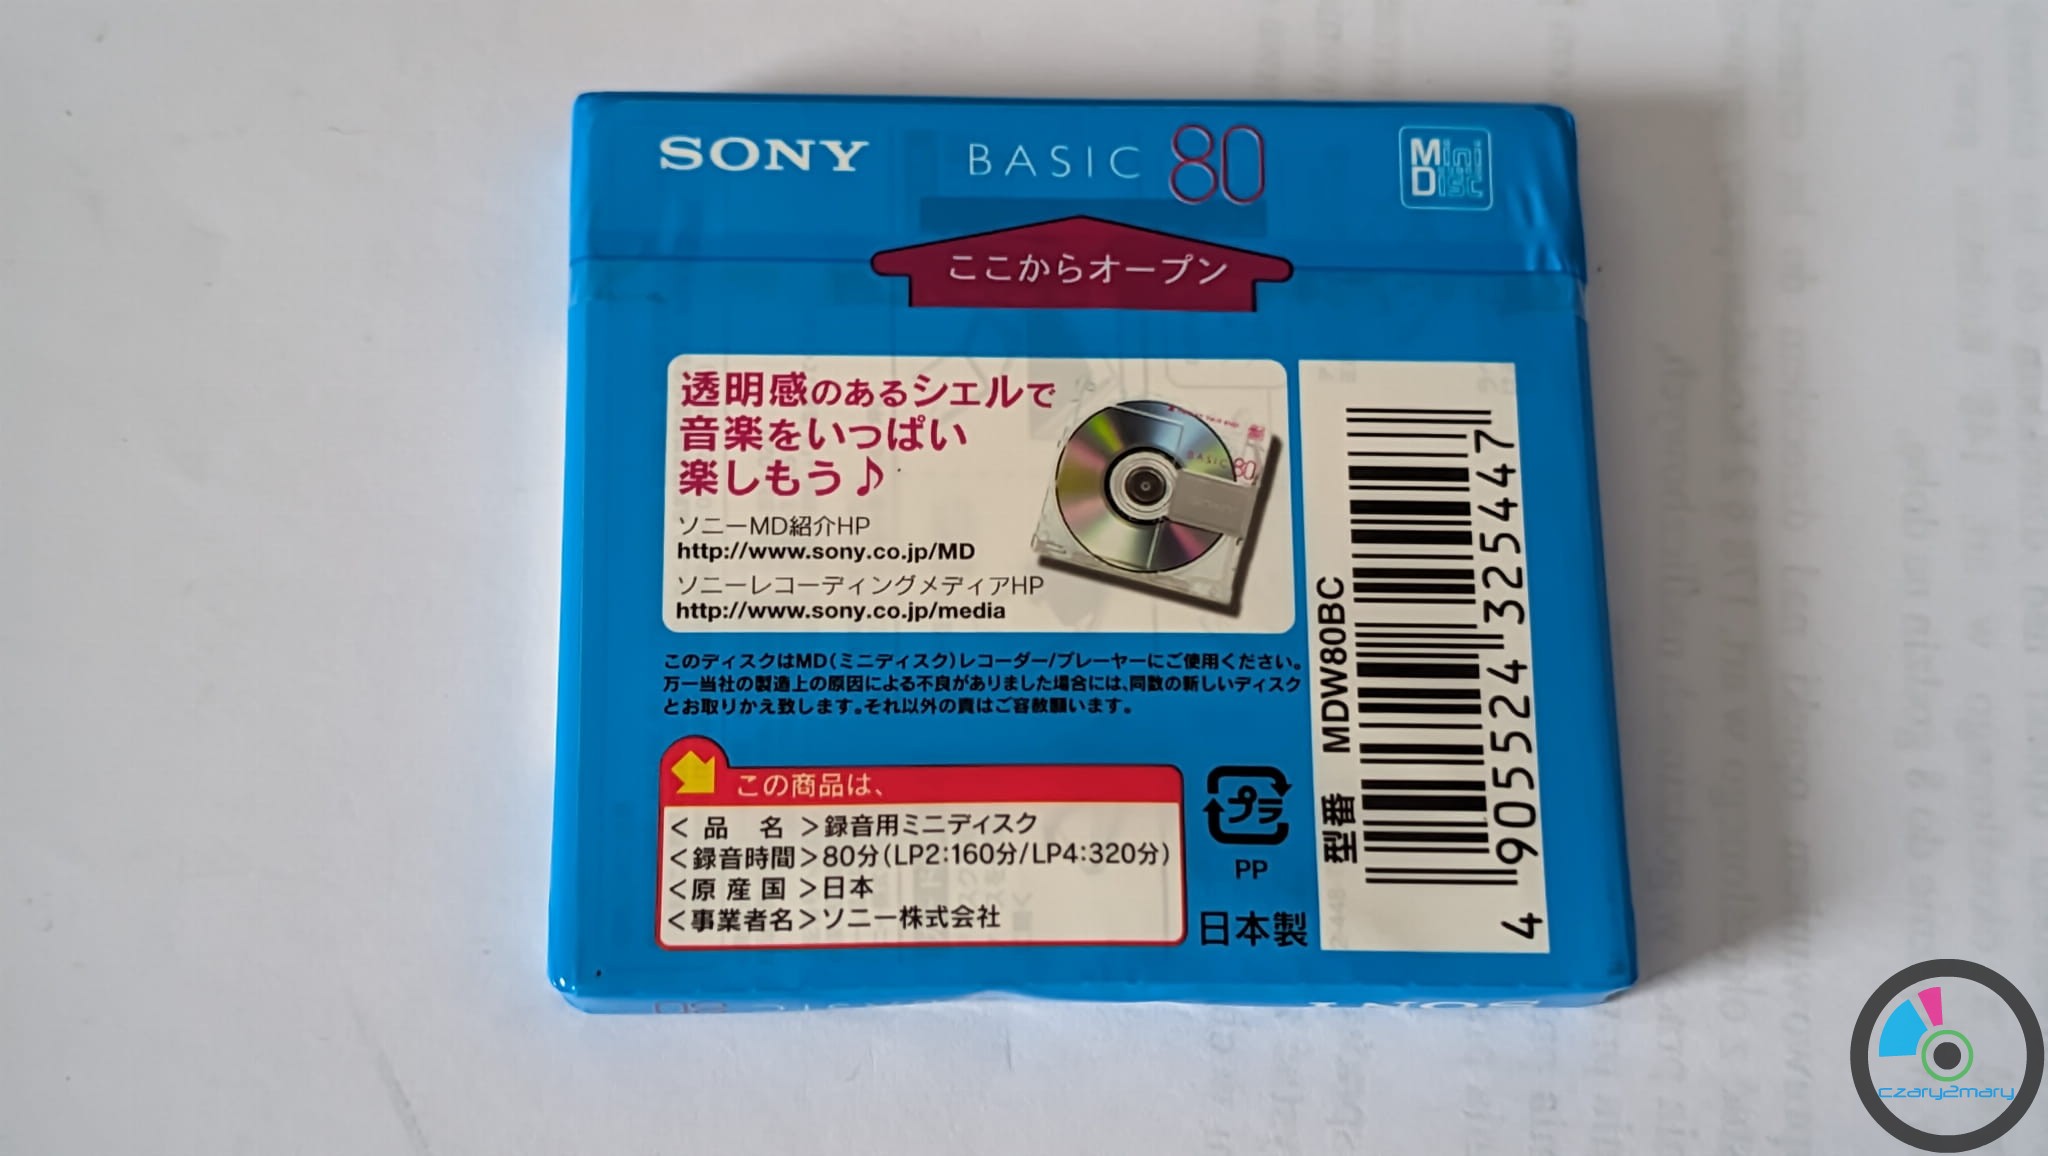 SONY
BASIC 80
MD MiniDisc
ここからオープン
透明感のあるシェルで
音楽をいっぱい
楽しもう♪
ソニーMD紹介HP
http://www.sony.co.jp/MD
ソニーレコーディングメディアHP
http://www.sony.co.jp/media
BASIC 80
このディスクはMD(ミニディスク)レコーダー/プレーヤーにご使用ください。
万一当社の製造上の原因による不良がありました場合には、同数の新しいディスク
とお取りかえ致します。それ以外の責はご容赦願います。
この商品は、
<品 名>録音用ミニディスク
<録音時間>80分(LP2:160分/LP4:320分)
<原産国>日本
<事業者名>ソニー株式会社
プラ
PP
日本製
型番 MDW80BC
4 905524 325447
czary2mary